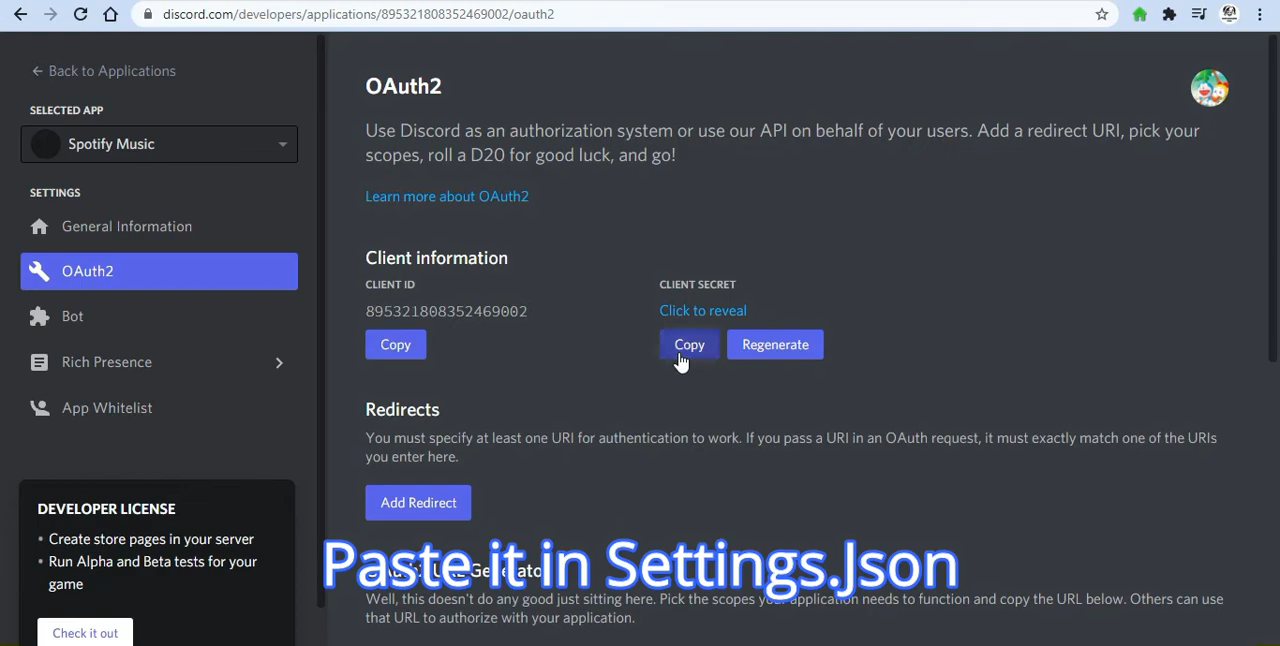 discord.com/developers/applications/895321808352469002/oauth2
Back to Applications
SELECTED APP
Spotify Music
SETTINGS
General Information
OAuth2
Bot
Rich Presence
App Whitelist
DEVELOPER LICENSE
• Create store pages in your server
• Run Alpha and Beta tests for your
game
Check it out
OAuth2
Use Discord as an authorization system or use our API on behalf of your users. Add a redirect URI, pick your
scopes, roll a D20 for good luck, and go!
Learn more about OAuth2
Client information
CLIENT ID
895321808352469002
Copy
CLIENT SECRET
Click to reveal
Copy Regenerate
Redirects
You must specify at least one URI for authentication to work. If you pass a URI in an OAuth request, it must exactly match one of the URIs
you enter here.
Add Redirect
Paste it in Settings.Json
Well, this doesn't do any good just sitting here. Pick the scopes your application needs to function and copy the URL below. Others can use
that URL to authorize with your application.